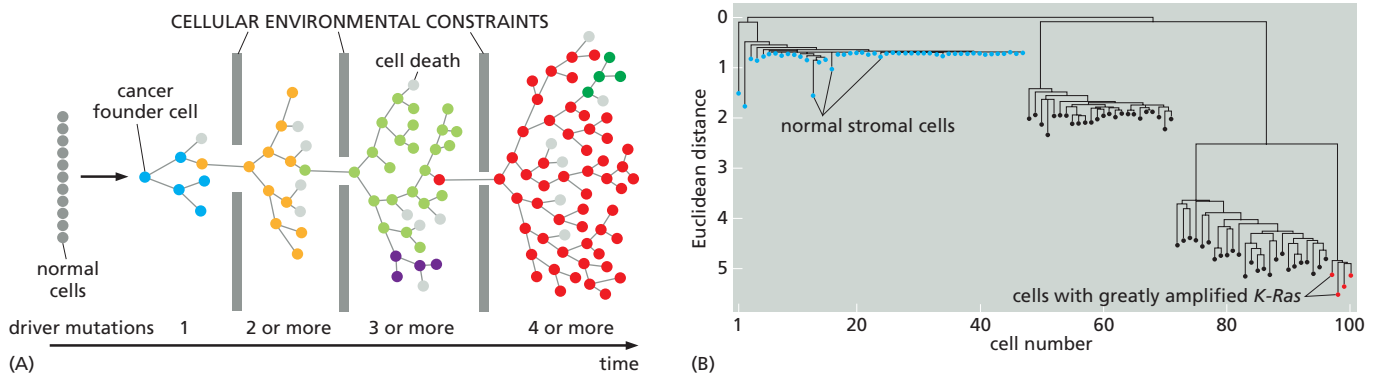 CELLULAR ENVIRONMENTAL CONSTRAINTS
cell death
cancer
founder cell
normal
cells
driver mutations 1 2 or more 3 or more 4 or more
(A) time
0
1
2
3
4
5
Euclidean distance
normal stromal cells
cells with greatly amplified K-Ras
1 20 40 60 80 100
cell number
(B)